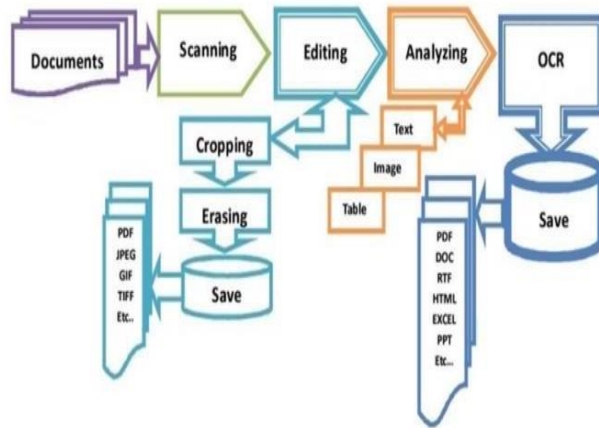 Documents
Scanning
Editing
Analyzing
OCR
Cropping
Erasing
Save
PDF
JPEG
GIF
TIFF
Etc..
Text
Image
Table
Save
PDF
DOC
RTF
HTML
EXCEL
PPT
Etc...